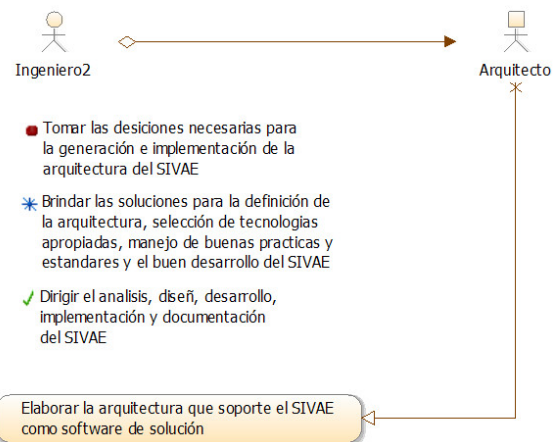 Ingeniero2
Arquitecto
Tomar las desiciones necesarias para
la generación e implementación de la
arquitectura del SIVAE
Brindar las soluciones para la definición de
la arquitectura, selección de tecnologias
apropiadas, manejo de buenas practicas y
estandares y el buen desarrollo del SIVAE
Dirigir el analisis, diseñ, desarrollo,
implementación y documentación
del SIVAE
Elaborar la arquitectura que soporte el SIVAE
como software de solución